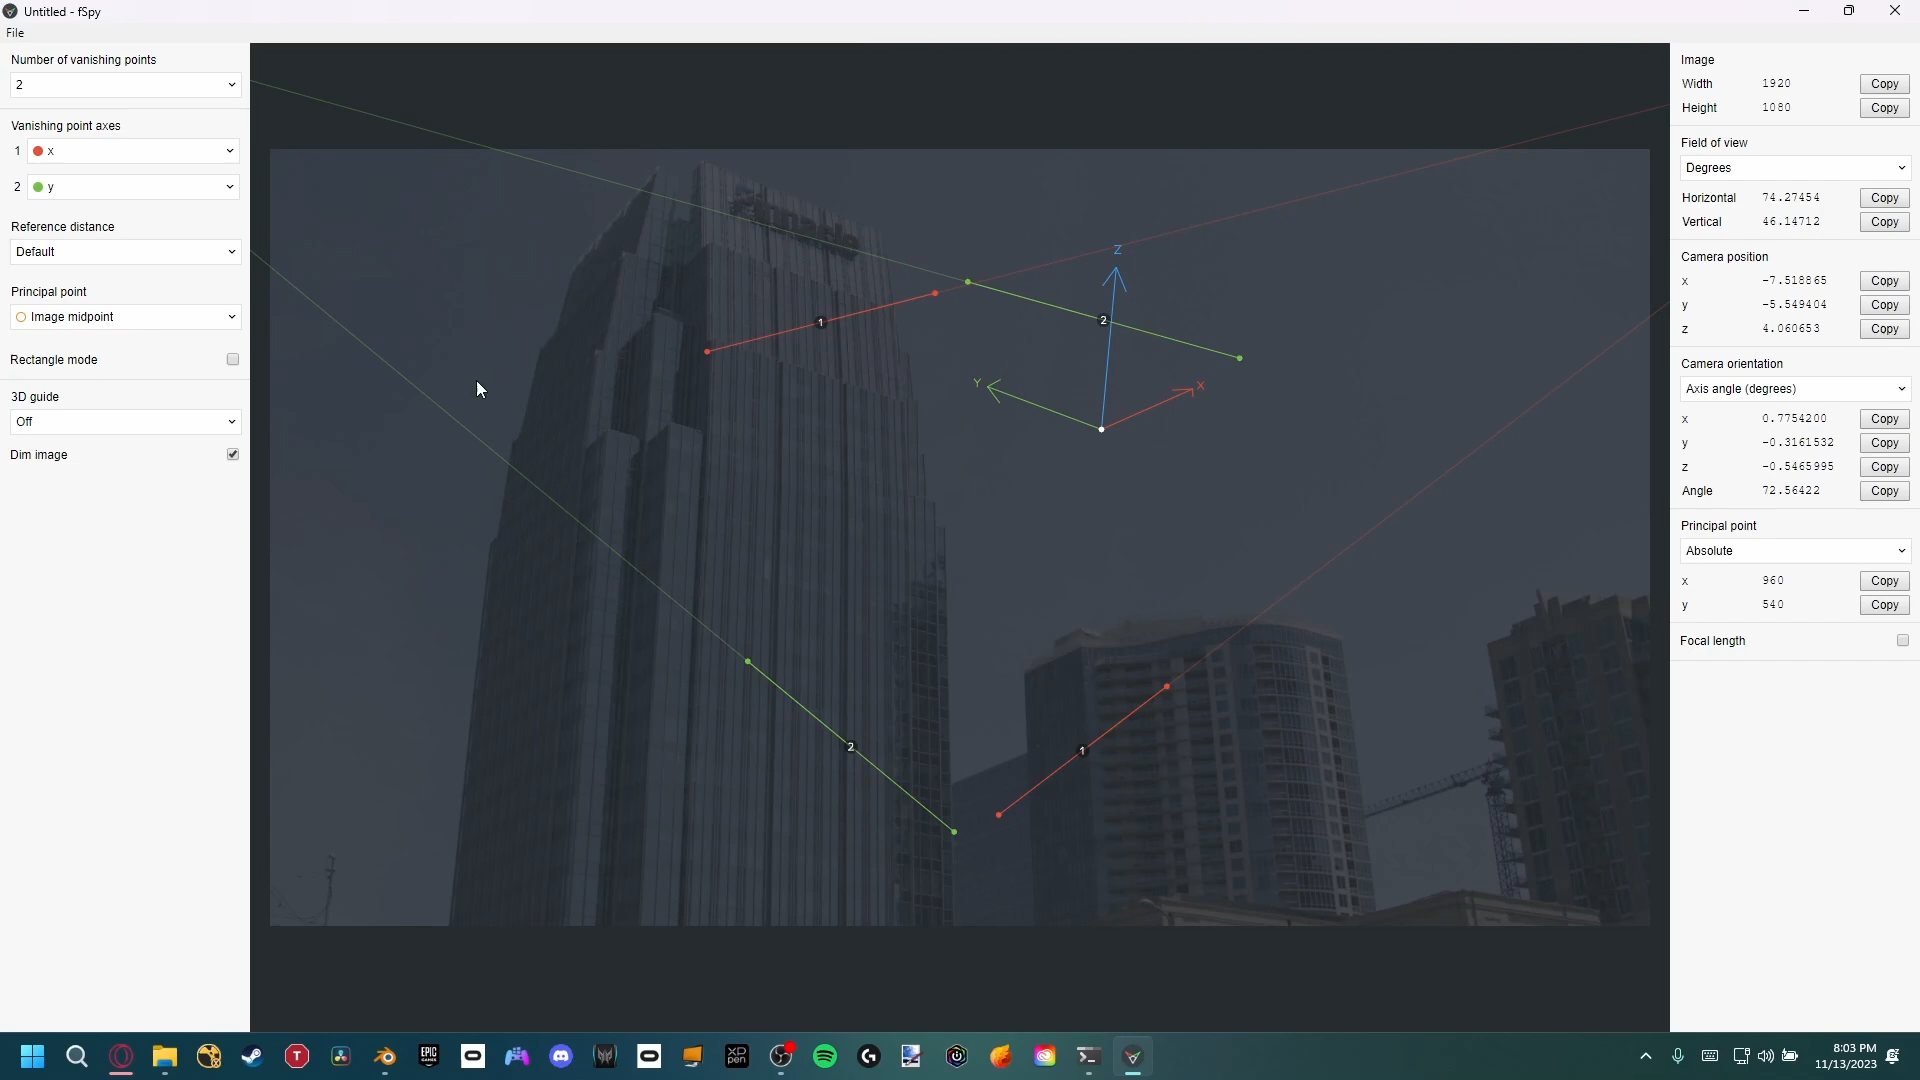 Untitled - fSpy
File
Number of vanishing points
2
Vanishing point axes
1 x
2 y
Reference distance
Default
Principal point
Image midpoint
Rectangle mode
3D guide
Off
Dim image
1
2
Z
Y
X
2
1
Image
Width 1920 Copy
Height 1080 Copy
Field of view
Degrees
Horizontal 74.27454 Copy
Vertical 46.14712 Copy
Camera position
x -7.518865 Copy
y -5.549404 Copy
z 4.060653 Copy
Camera orientation
Axis angle (degrees)
x 0.7754200 Copy
y -0.3161532 Copy
z -0.5465995 Copy
Angle 72.56422 Copy
Principal point
Absolute
x 960 Copy
y 540 Copy
Focal length
T
EPIC
GAMES
XP
PEN
8:03 PM
11/13/2023